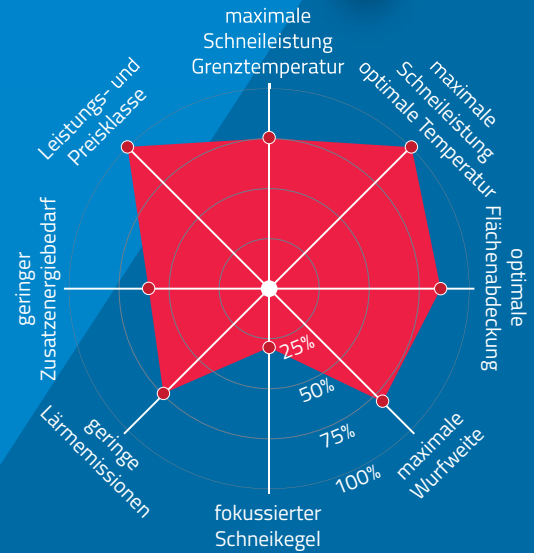 maximale
Schneileistung
Grenztemperatur
maximale
Schneileistung
optimale Temperatur
optimale
Flächenabdeckung
maximale
Wurfweite
fokussierter
Schneikegel
geringe
Lärmemissionen
geringer
Zusatzenergiebedarf
Leistungs- und
Preisklasse
25%
50%
75%
100%